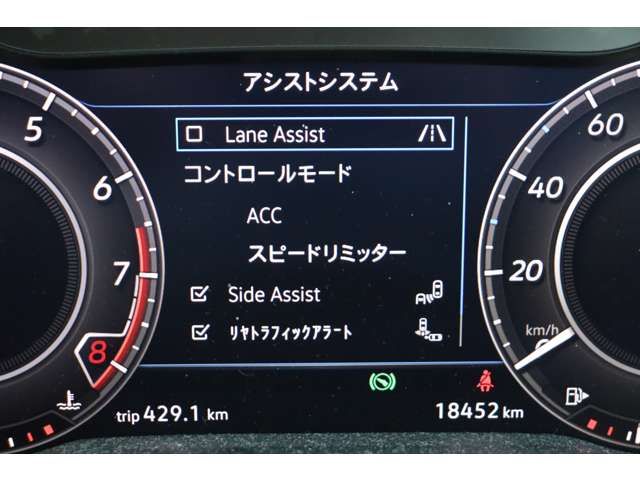 アシストシステム
Lane Assist
コントロールモード
ACC
スピードリミッター
Side Assist
リヤトラフィックアラート
5
6
7
8
60
40
20
km/h
trip 429.1 km
18452 km